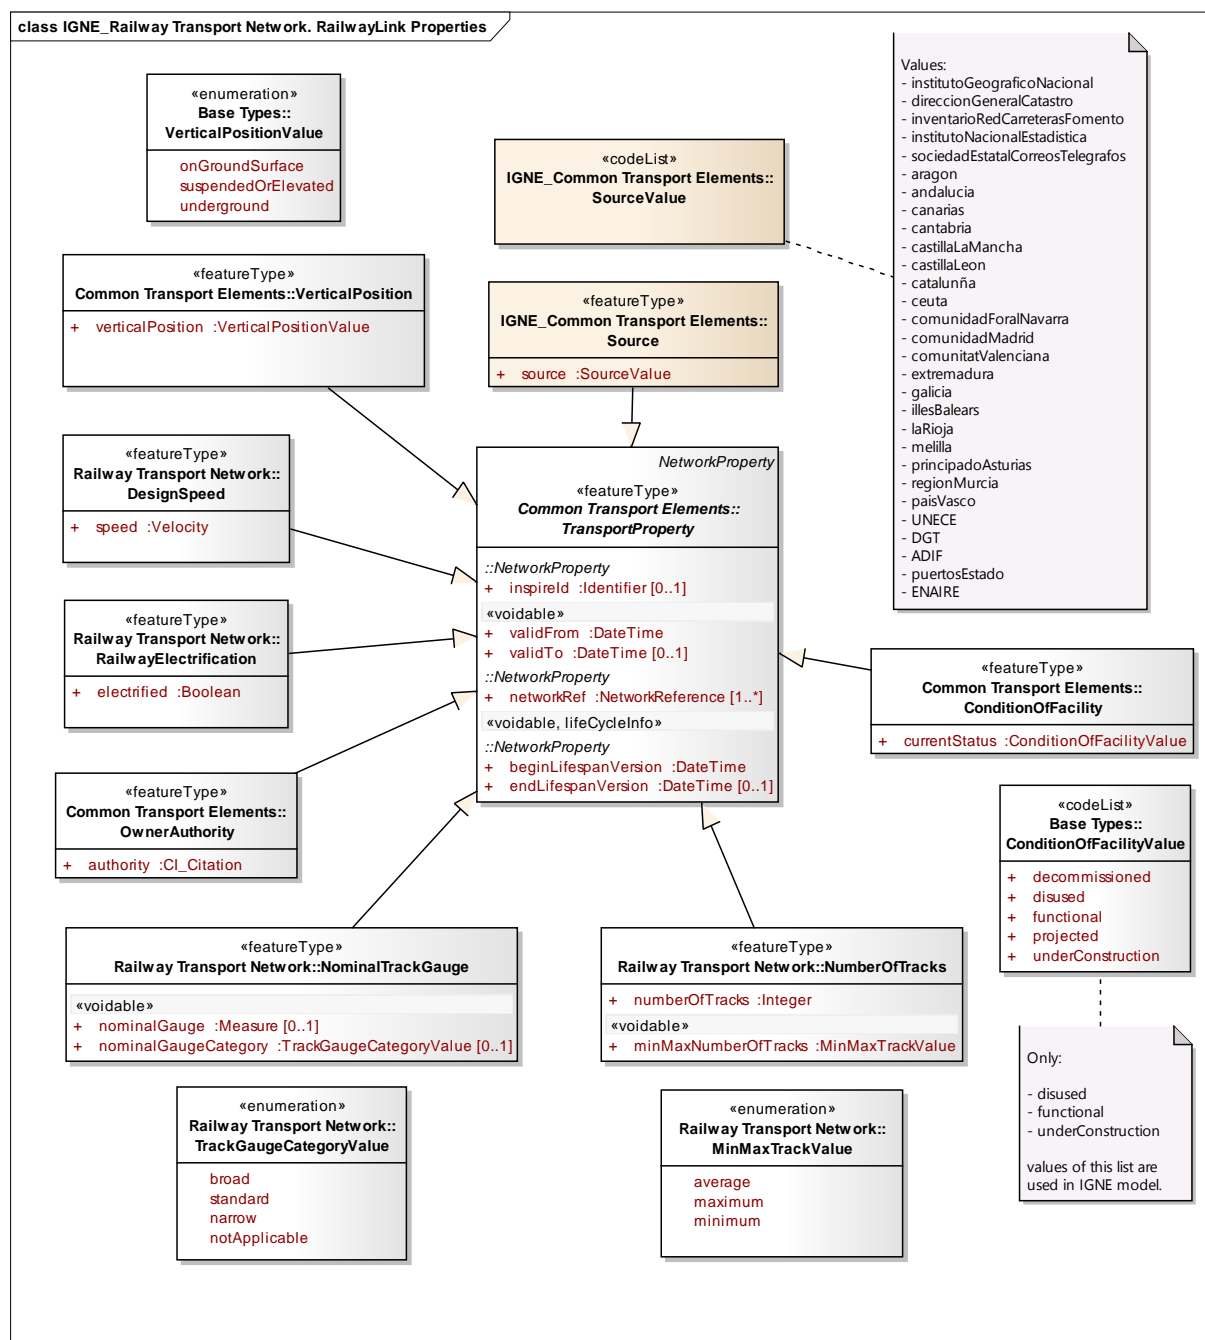 class IGNE_Railway Transport Network. RailwayLink Properties
«enumeration»
Base Types::
VerticalPositionValue
onGroundSurface
suspendedOrElevated
underground
«codeList»
IGNE_Common Transport Elements::
SourceValue
Values:
- institutoGeograficoNacional
- direccionGeneralCatastro
- inventarioRedCarreterasFomento
- institutoNacionalEstadistica
- sociedadEstatalCorreosTelegrafos
- aragon
- andalucia
- canarias
- cantabria
- castillaLaMancha
- castillaLeon
- catalunña
- ceuta
- comunidadForalNavarra
- comunidadMadrid
- comunitatValenciana
- extremadura
- galicia
- illesBalears
- laRioja
- melilla
- principadoAsturias
- regionMurcia
- paisVasco
- UNECE
- DGT
- ADIF
- puertosEstado
- ENAIRE
«featureType»
Common Transport Elements::VerticalPosition
+ verticalPosition :VerticalPositionValue
«featureType»
IGNE_Common Transport Elements::
Source
+ source :SourceValue
«featureType»
Railway Transport Network::
DesignSpeed
+ speed :Velocity
NetworkProperty
«featureType»
Common Transport Elements::
TransportProperty
::NetworkProperty
+ inspireId :Identifier [0..1]
«voidable»
+ validFrom :DateTime
+ validTo :DateTime [0..1]
::NetworkProperty
+ networkRef :NetworkReference [1..*]
«voidable, lifeCycleInfo»
::NetworkProperty
+ beginLifespanVersion :DateTime
+ endLifespanVersion :DateTime [0..1]
«featureType»
Railway Transport Network::
RailwayElectrification
+ electrified :Boolean
«featureType»
Common Transport Elements::
ConditionOfFacility
+ currentStatus :ConditionOfFacilityValue
«featureType»
Common Transport Elements::
OwnerAuthority
+ authority :CI_Citation
«codeList»
Base Types::
ConditionOfFacilityValue
+ decommissioned
+ disused
+ functional
+ projected
+ underConstruction
«featureType»
Railway Transport Network::NominalTrackGauge
«voidable»
+ nominalGauge :Measure [0..1]
+ nominalGaugeCategory :TrackGaugeCategoryValue [0..1]
«featureType»
Railway Transport Network::NumberOfTracks
+ numberOfTracks :Integer
«voidable»
+ minMaxNumberOfTracks :MinMaxTrackValue
Only:
- disused
- functional
- underConstruction
values of this list are
used in IGNE model.
«enumeration»
Railway Transport Network::
TrackGaugeCategoryValue
broad
standard
narrow
notApplicable
«enumeration»
Railway Transport Network::
MinMaxTrackValue
average
maximum
minimum